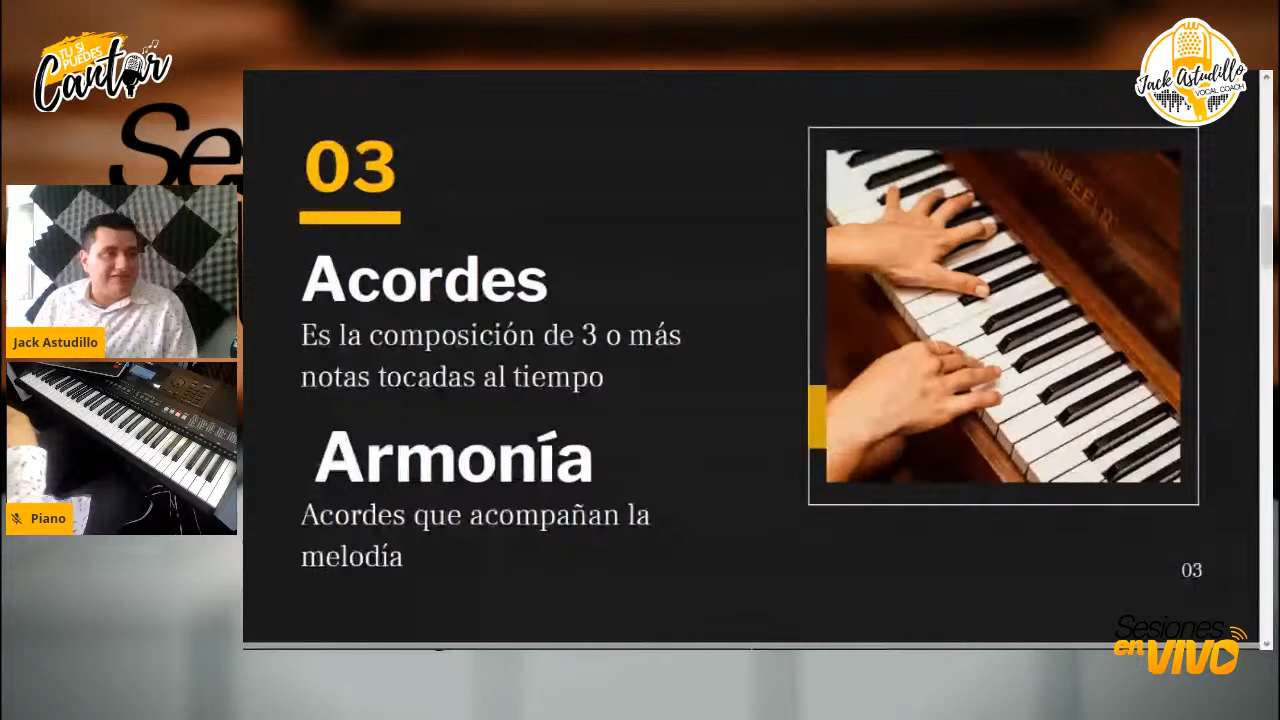 TU SI
PUEDES
Cantar
Jack Astudillo
VOCAL COACH
Se
03
Acordes
Es la composición de 3 o más
notas tocadas al tiempo
Armonía
Acordes que acompañan la
melodía
03
Jack Astudillo
Piano
Sesiones
en VIVO